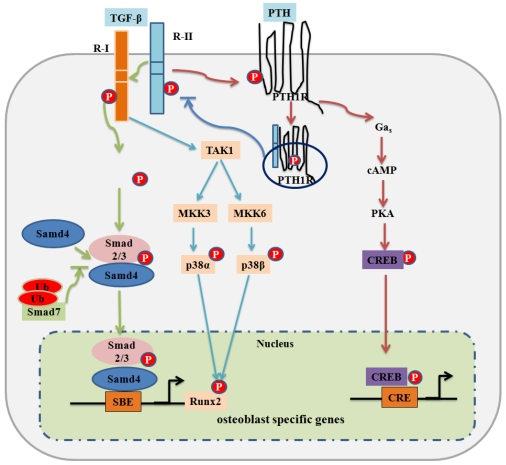 TGF-β
PTH
R-I
R-II
P
P
P
PTH1R
P
PTH1R
TAK1
Gas
cAMP
PKA
P
MKK3
MKK6
Samd4
Smad
2/3
P
Samd4
p38α
P
p38β
P
CREB
P
Ub
Ub
Smad7
Nucleus
Smad
2/3
P
Samd4
SBE
P
Runx2
CREB
P
CRE
osteoblast specific genes